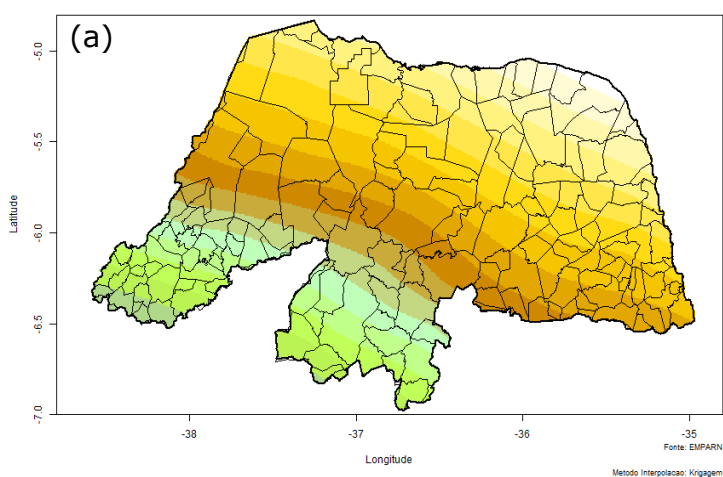 (a)
-5.0
-5.5
-6.0
-6.5
-7.0
Latitude
-38
-37
-36
-35
Longitude
Fonte: EMPARN
Metodo Interpolacao: Krigagem